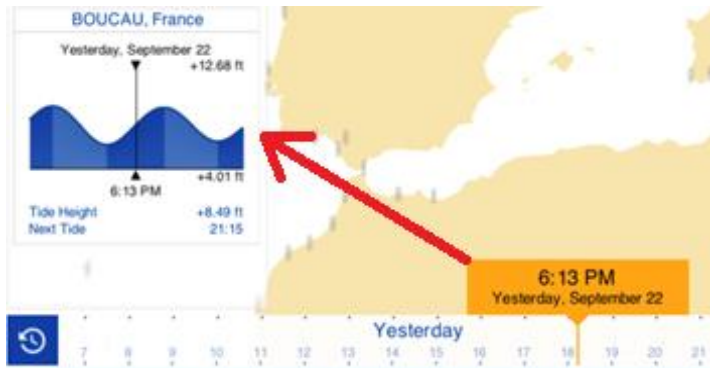 BOUCAU, France
Yesterday, September 22
+12.68 ft
+4.01 ft
6:13 PM
Tide Height +8.49 ft
Next Tide 21:15
6:13 PM
Yesterday, September 22
Yesterday
7 8 9 10 11 12 13 14 15 16 17 18 19 20 21